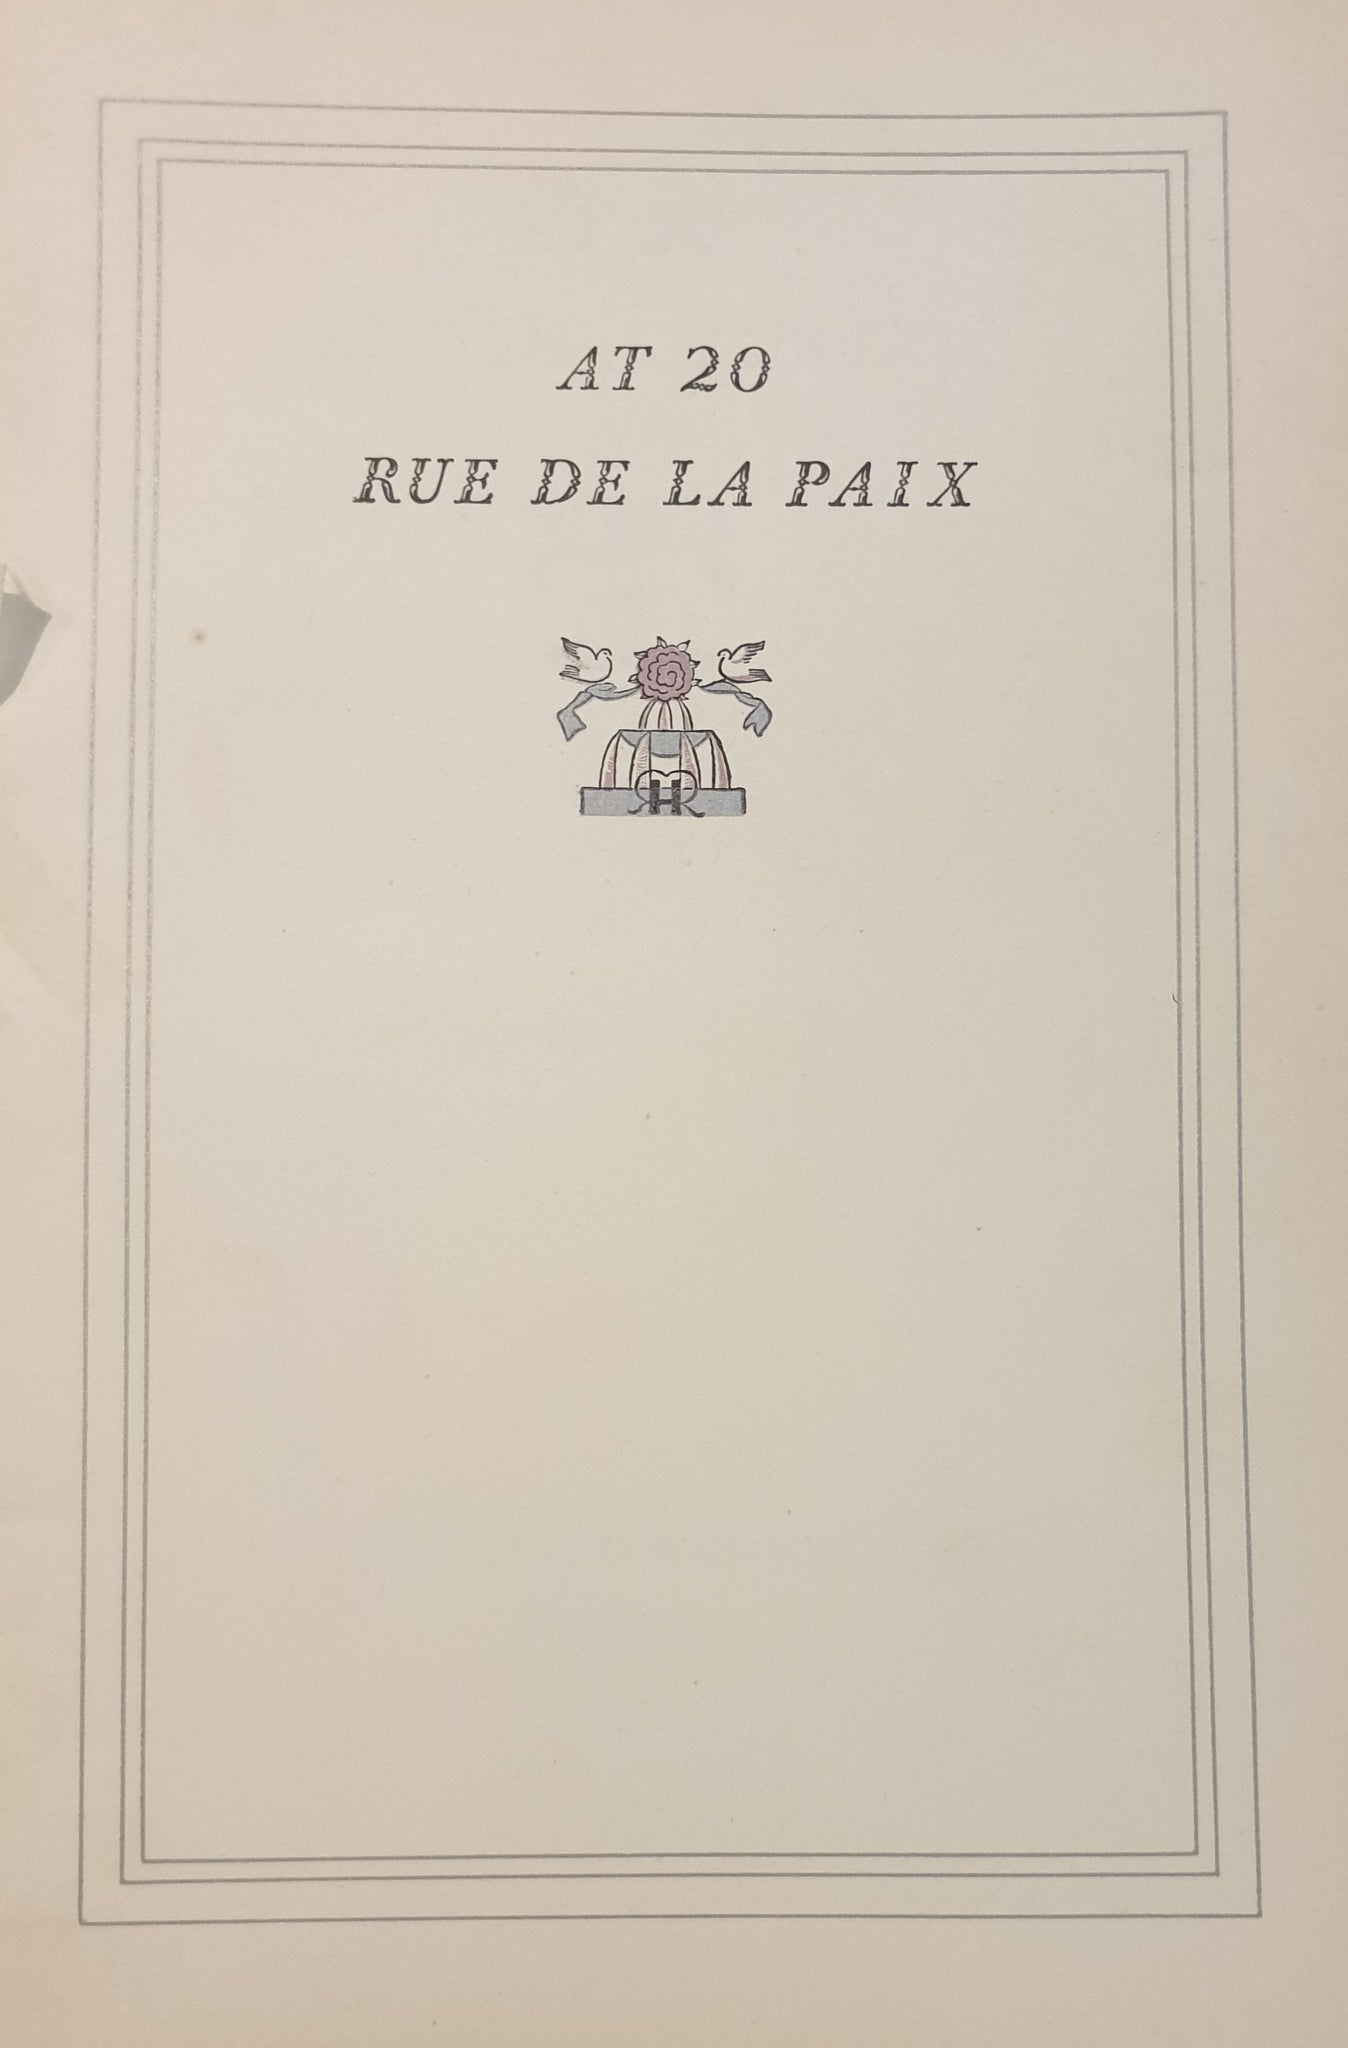 AT 20
RUE DE LA PAIX
H